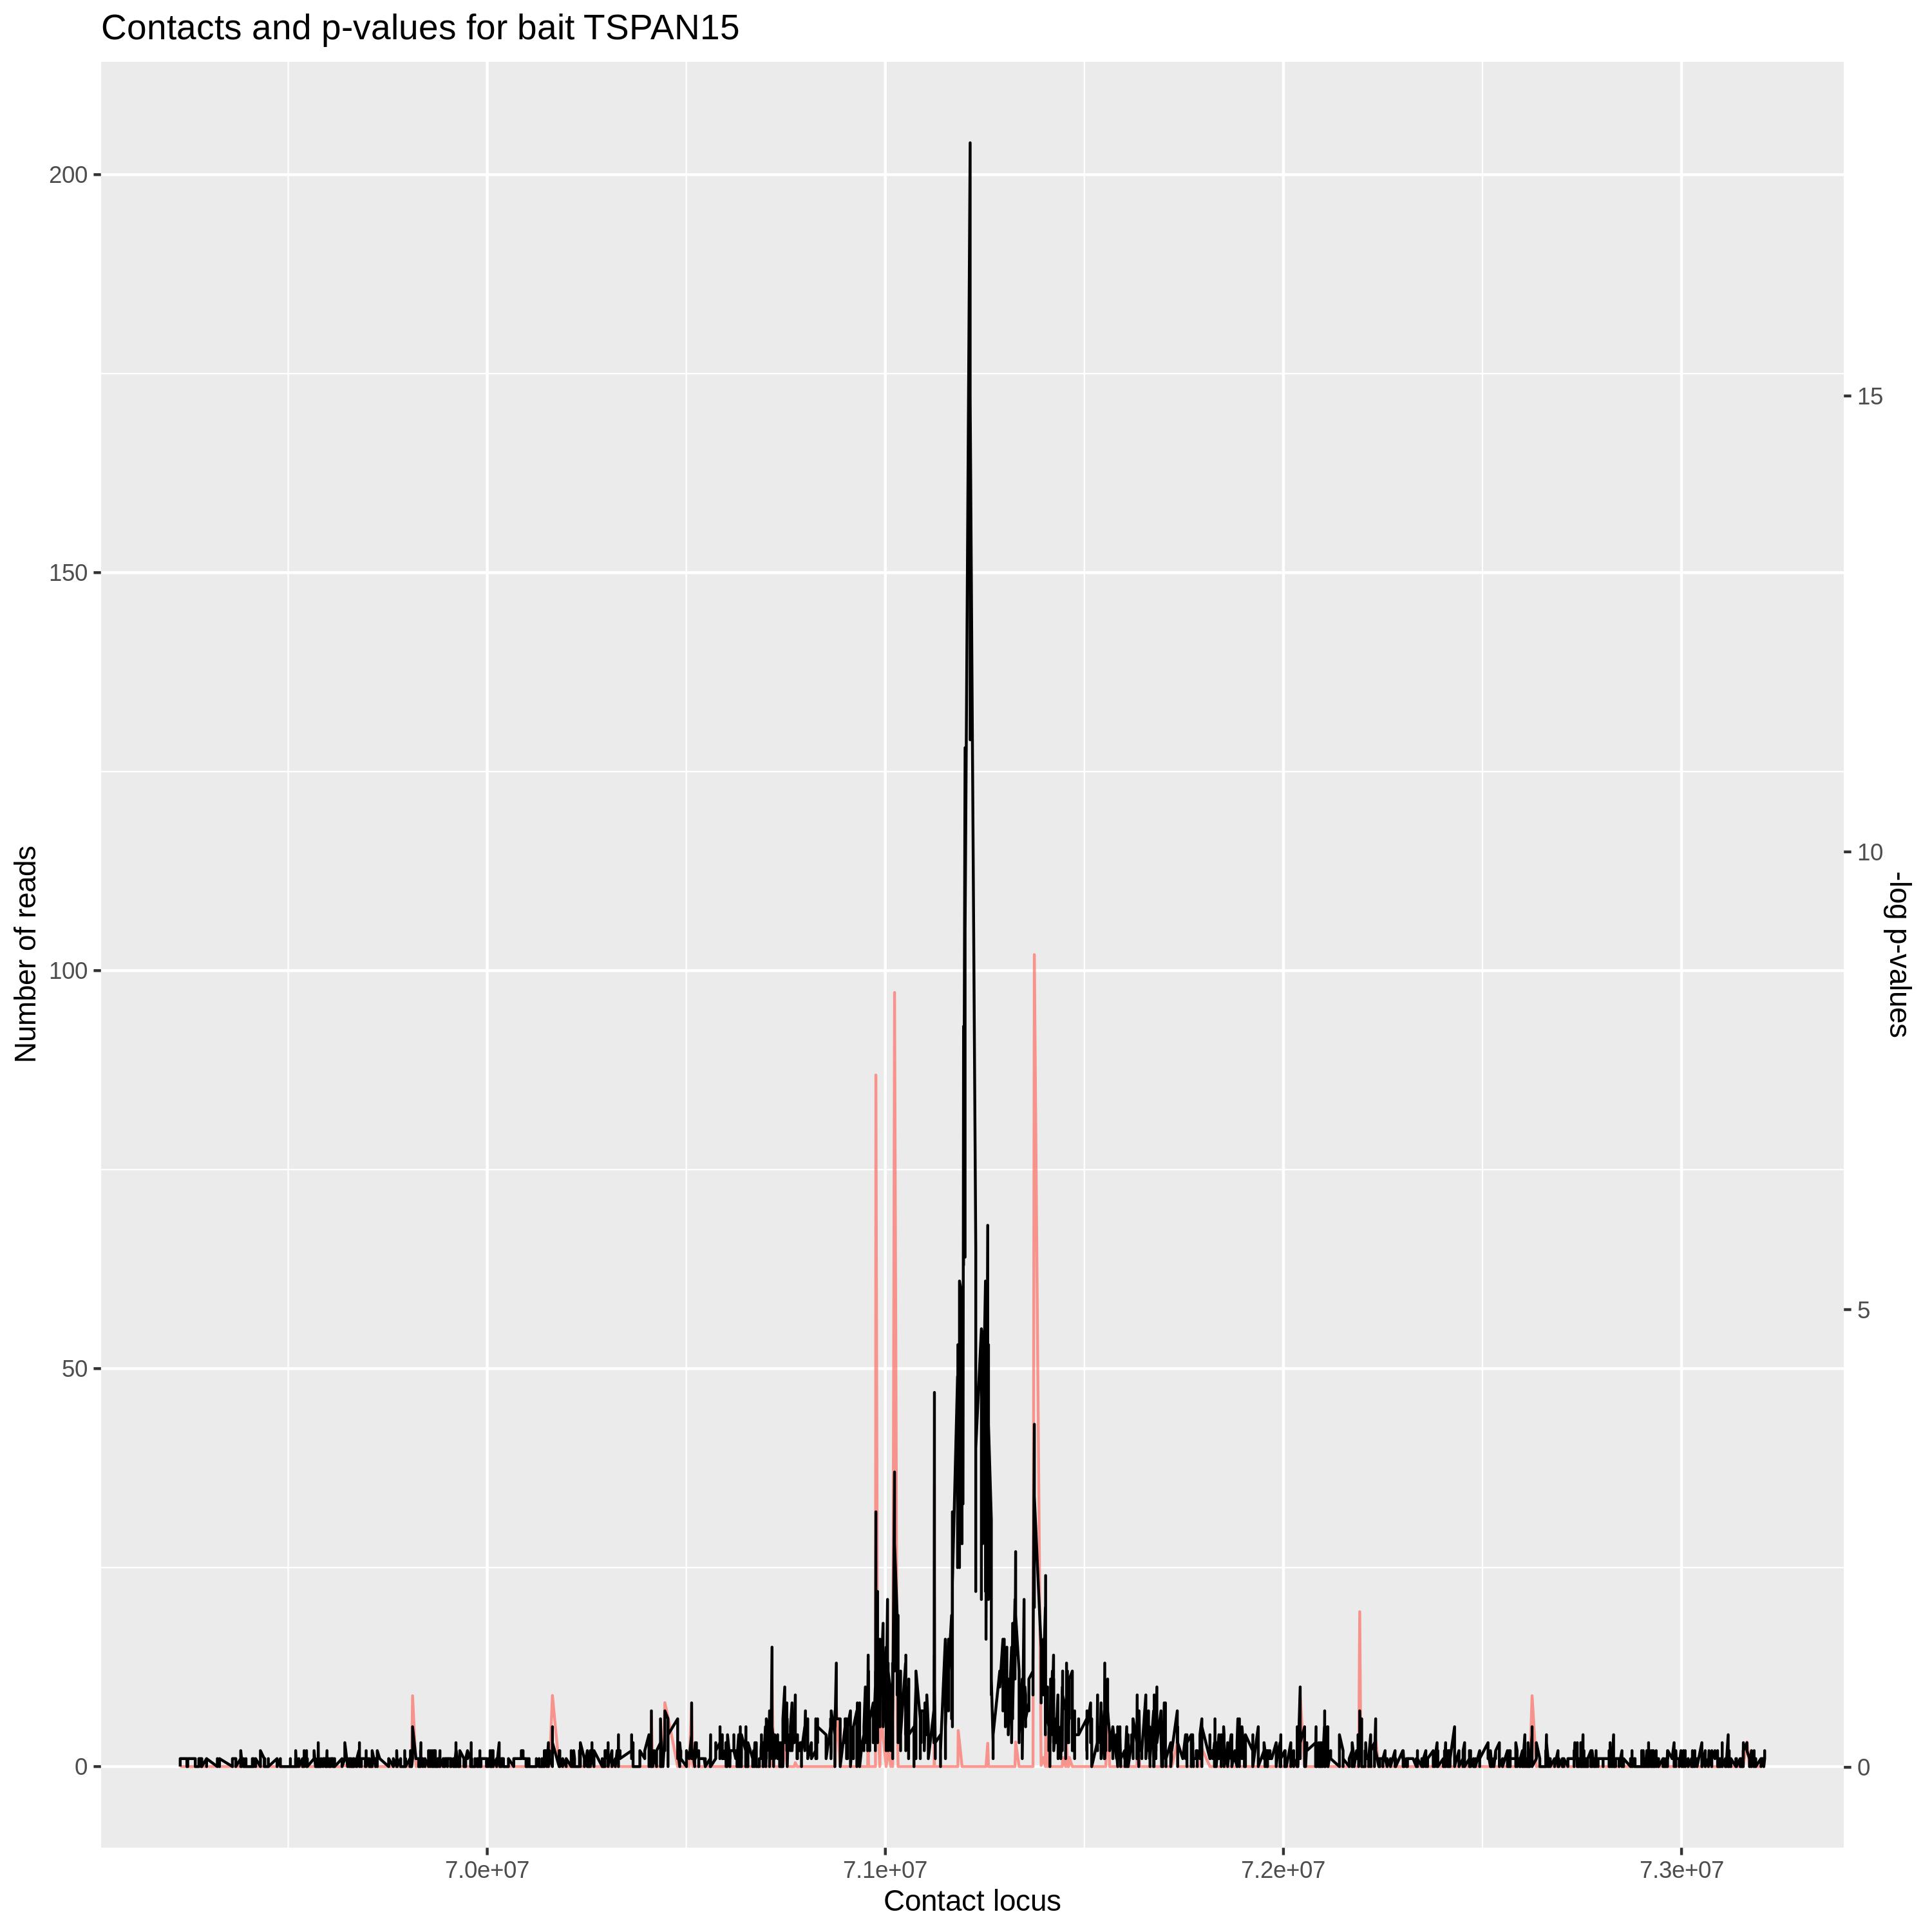 Contacts and p-values for bait TSPAN15
200
150
100
50
0
Number of reads
15
10
5
0
-log p-values
7.0e+07
7.1e+07
7.2e+07
7.3e+07
Contact locus